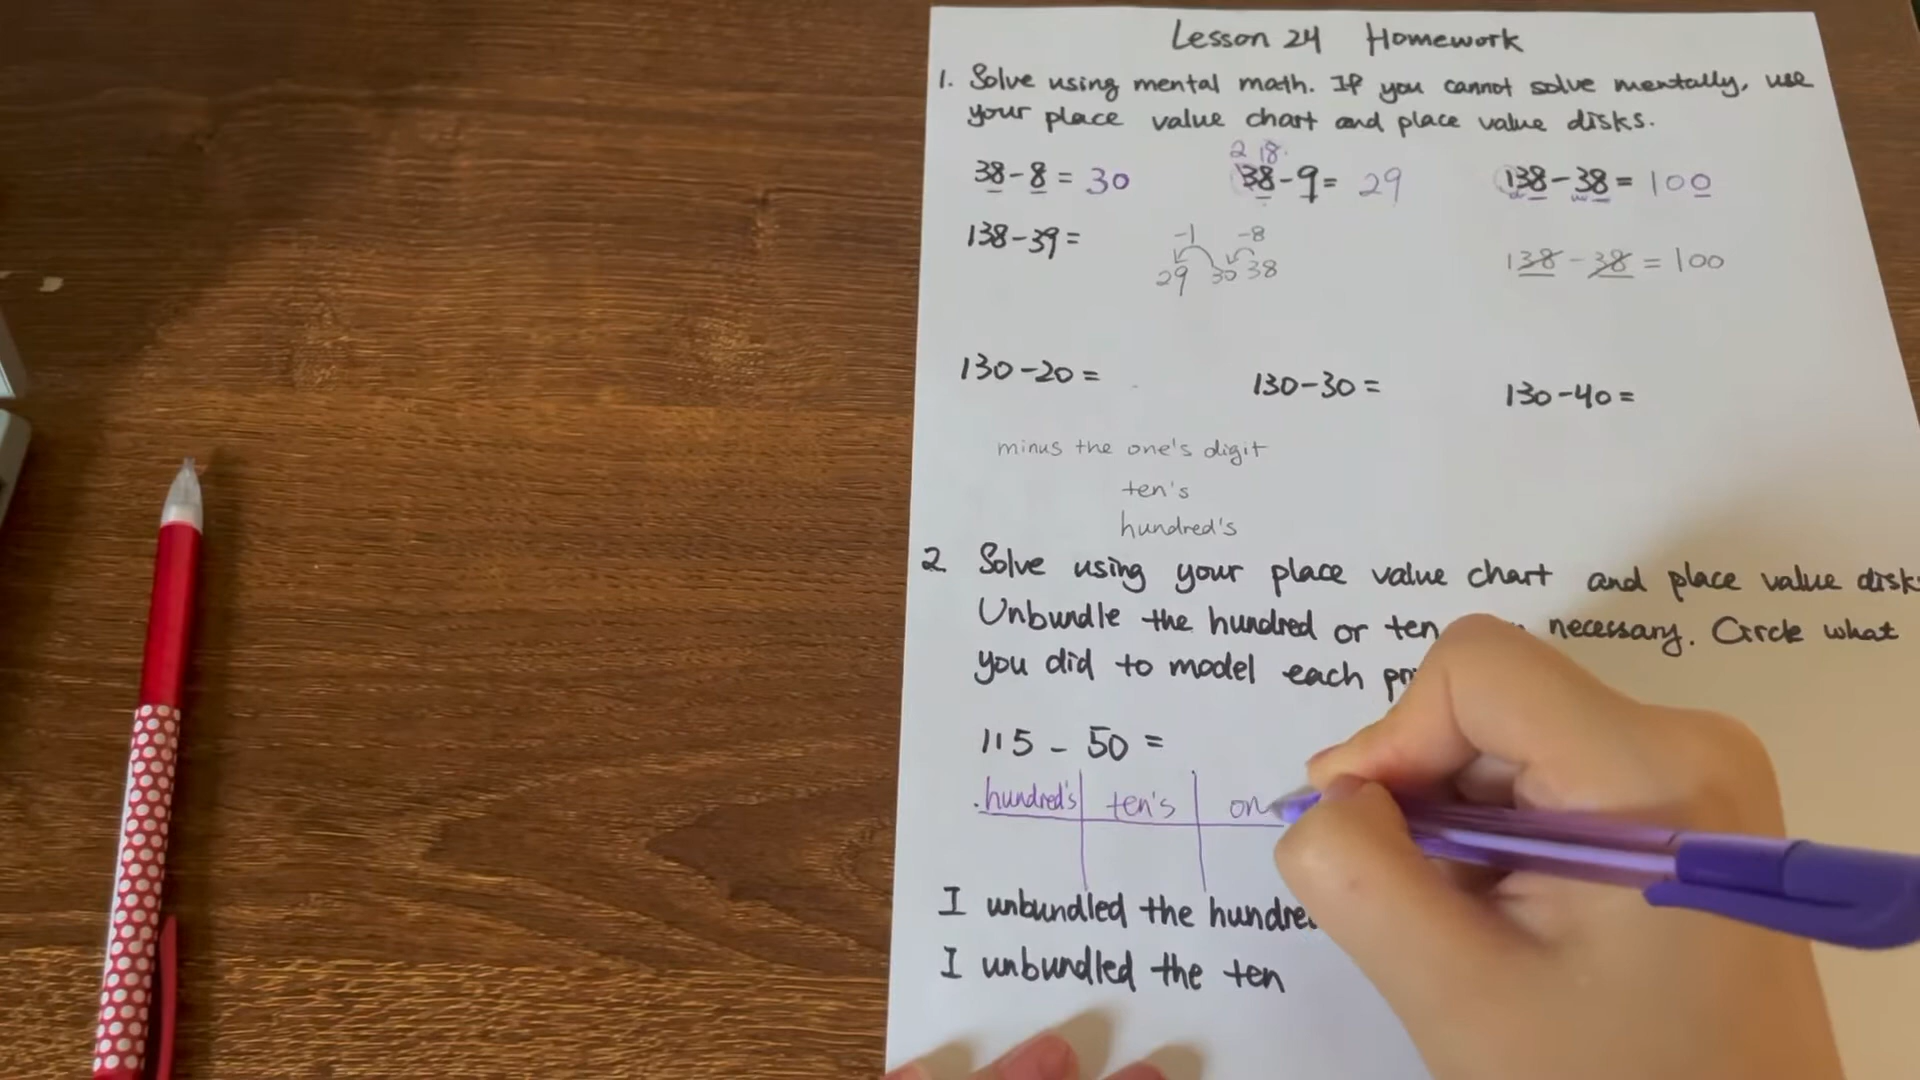 Lesson 24 Homework
1. Solve using mental math. If you cannot solve mentally, use
your place value chart and place value disks.
2 18
38-8 = 30 38-9= 29 138-38 = 100
138-39=
-1 -8
29 30 38
138 - 38 = 100
130-20= 130-30= 130-40=
minus the one's digit
ten's
hundred's
2. Solve using your place value chart and place value disk
Unbundle the hundred or ten necessary. Circle what
you did to model each
115 - 50 =
hundred's ten's on
I unbundled the hundre
I unbundled the ten